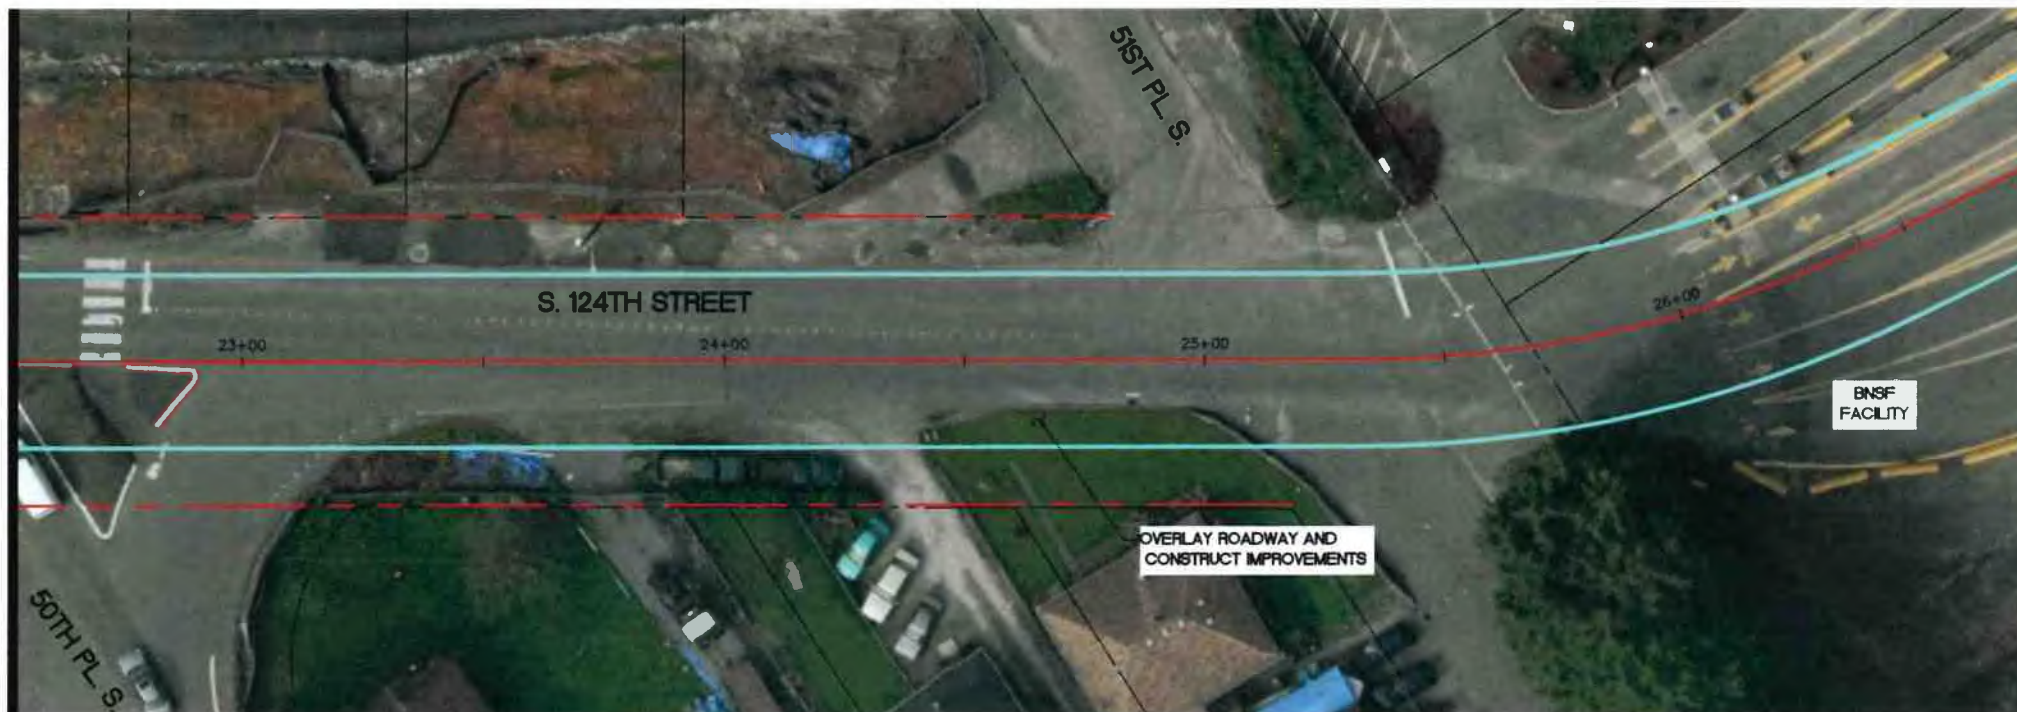 51ST PL. S.
S. 124TH STREET
23+00
24+00
25+00
26+00
BNSF
FACILITY
OVERLAY ROADWAY AND
CONSTRUCT IMPROVEMENTS
50TH PL. S.